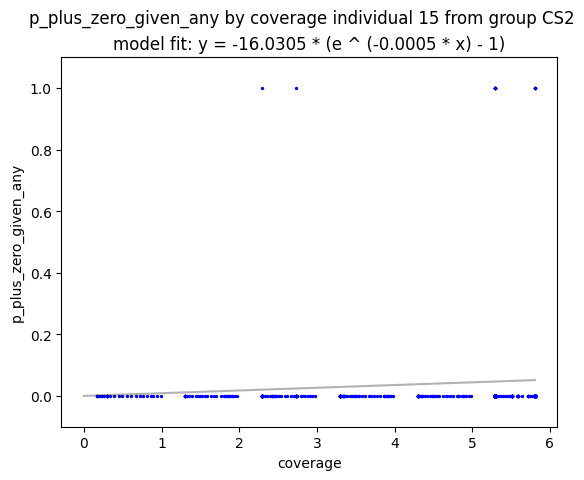 p_plus_zero_given_any by coverage individual 15 from group CS2
model fit: y = -16.0305 * (e ^ (-0.0005 * x) - 1)
1.0
0.8
0.6
0.4
0.2
0.0
p_plus_zero_given_any
0 1 2 3 4 5 6
coverage